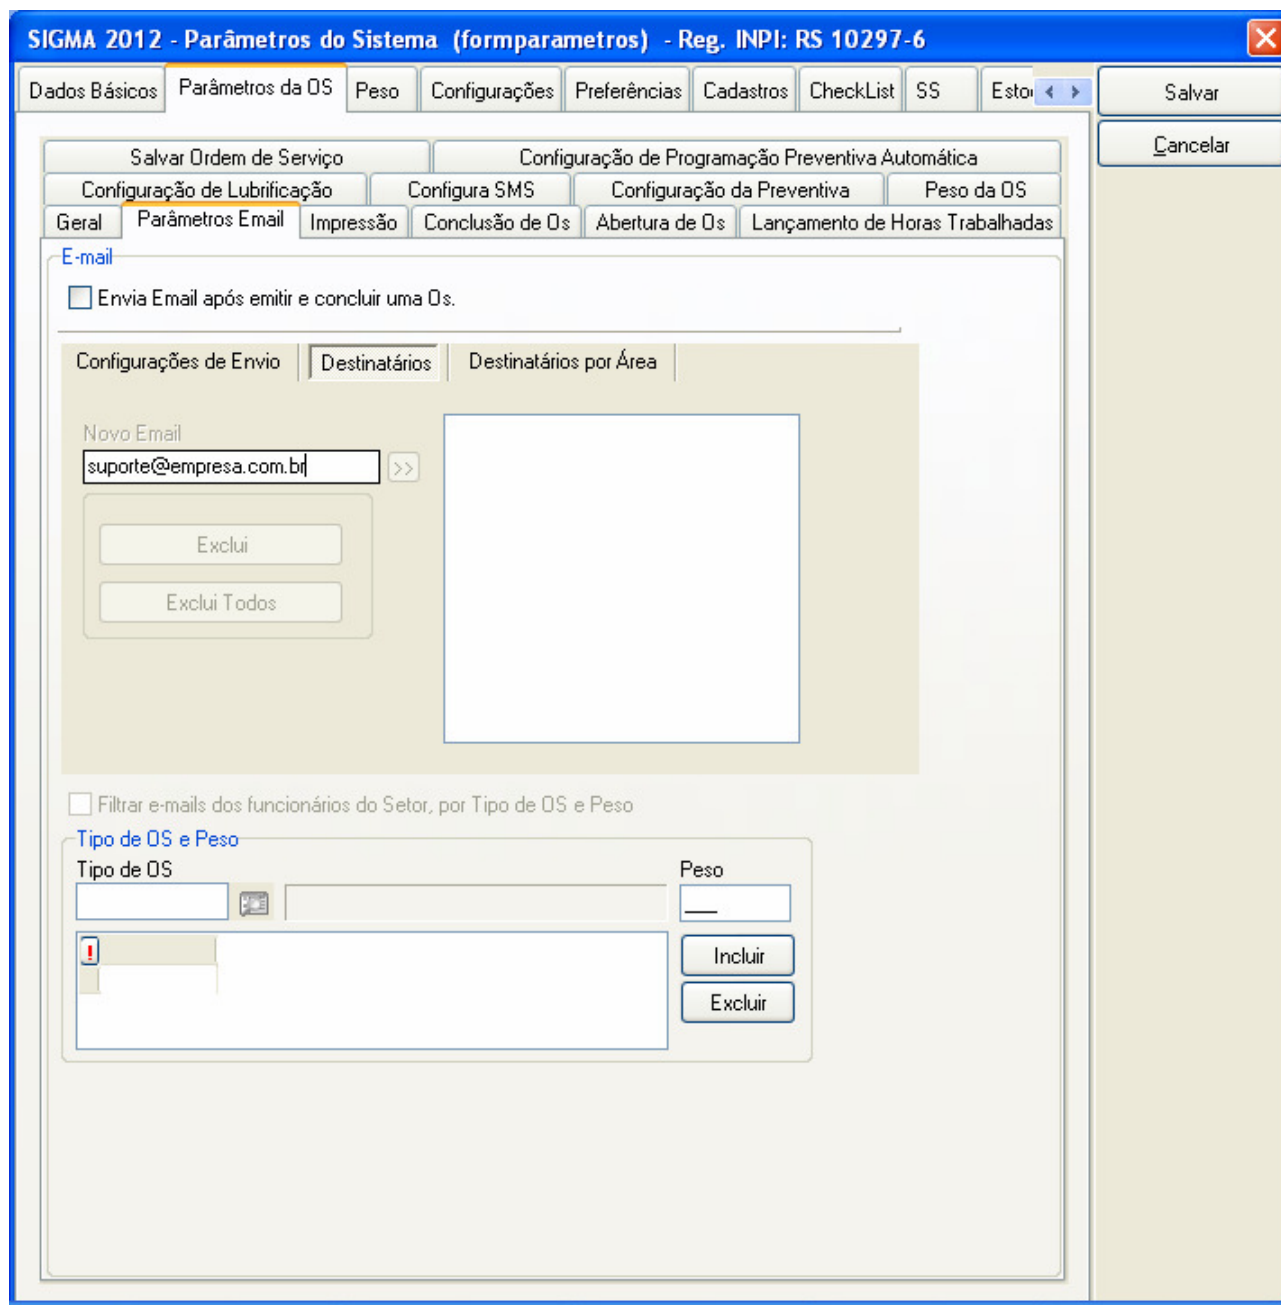 SIGMA 2012 - Parâmetros do Sistema (formparametros) - Reg. INPI: RS 10297-6
Dados Básicos Parâmetros da OS Peso Configurações Preferências Cadastros CheckList SS Esto
Salvar
Cancelar
Salvar Ordem de Serviço Configuração de Programação Preventiva Automática
Configuração de Lubrificação Configura SMS Configuração da Preventiva Peso da OS
Geral Parâmetros Email Impressão Conclusão de Os Abertura de Os Lançamento de Horas Trabalhadas
E-mail
Envia Email após emitir e concluir uma Os.
Configurações de Envio Destinatários Destinatários por Área
Novo Email
suporte@empresa.com.br >>
Exclui
Exclui Todos
Filtrar e-mails dos funcionários do Setor, por Tipo de OS e Peso
Tipo de OS e Peso
Tipo de OS Peso
___
!
Incluir
Excluir